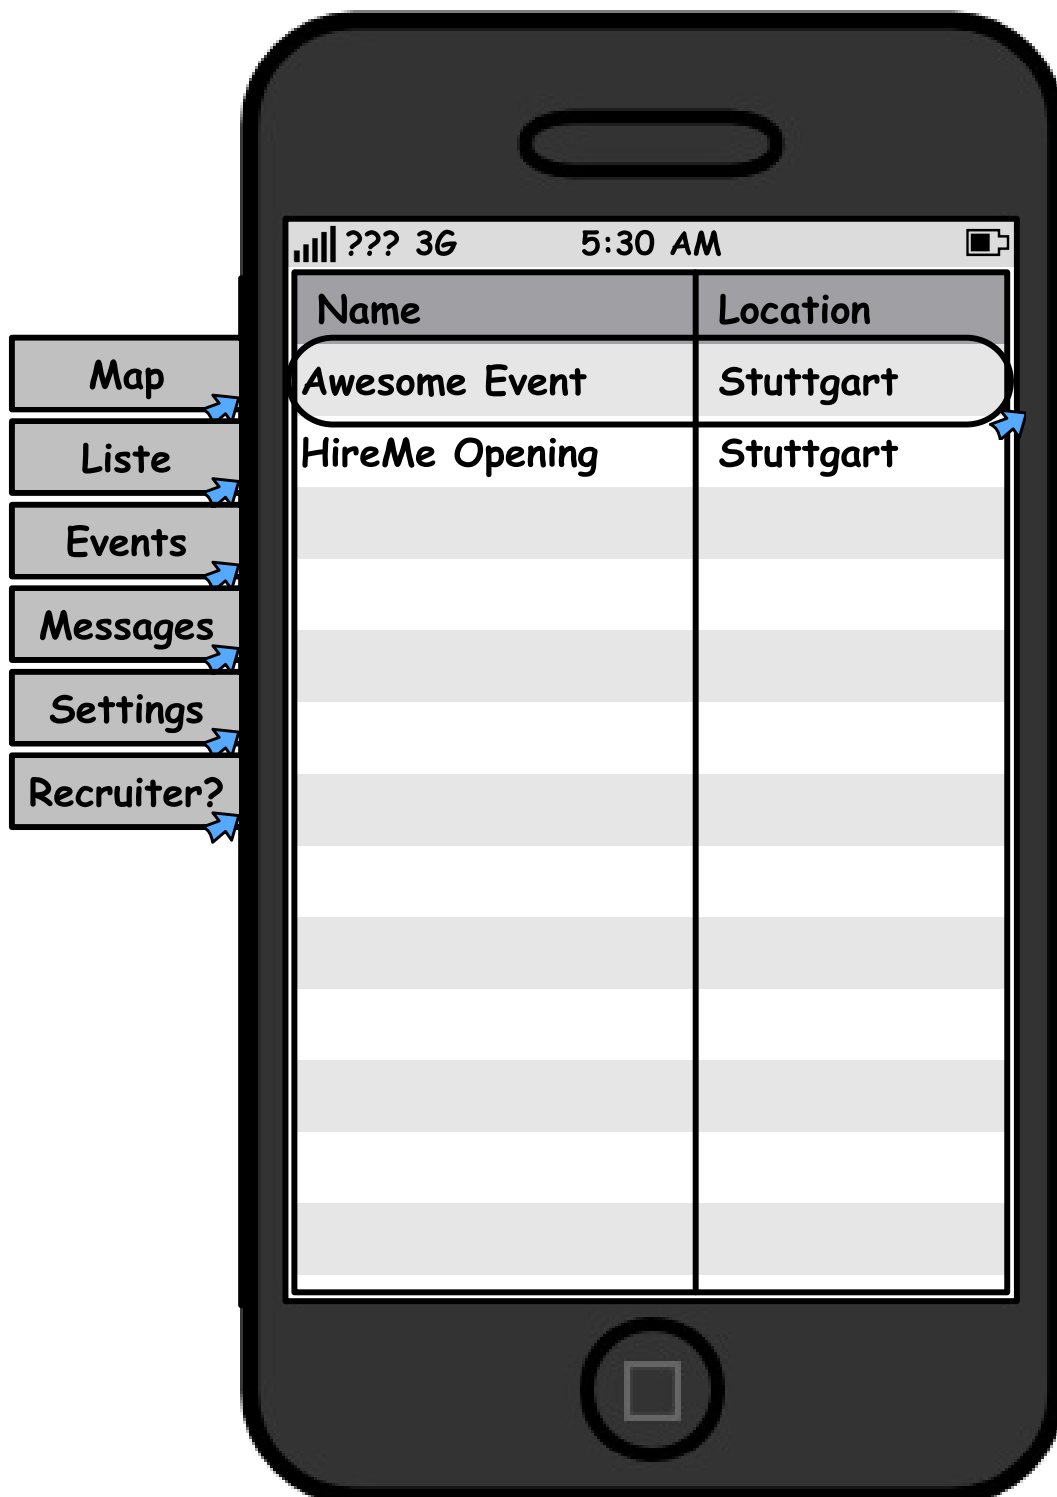 ??? 3G 5:30 AM
Name Location
Awesome Event Stuttgart
HireMe Opening Stuttgart
Map
Liste
Events
Messages
Settings
Recruiter?